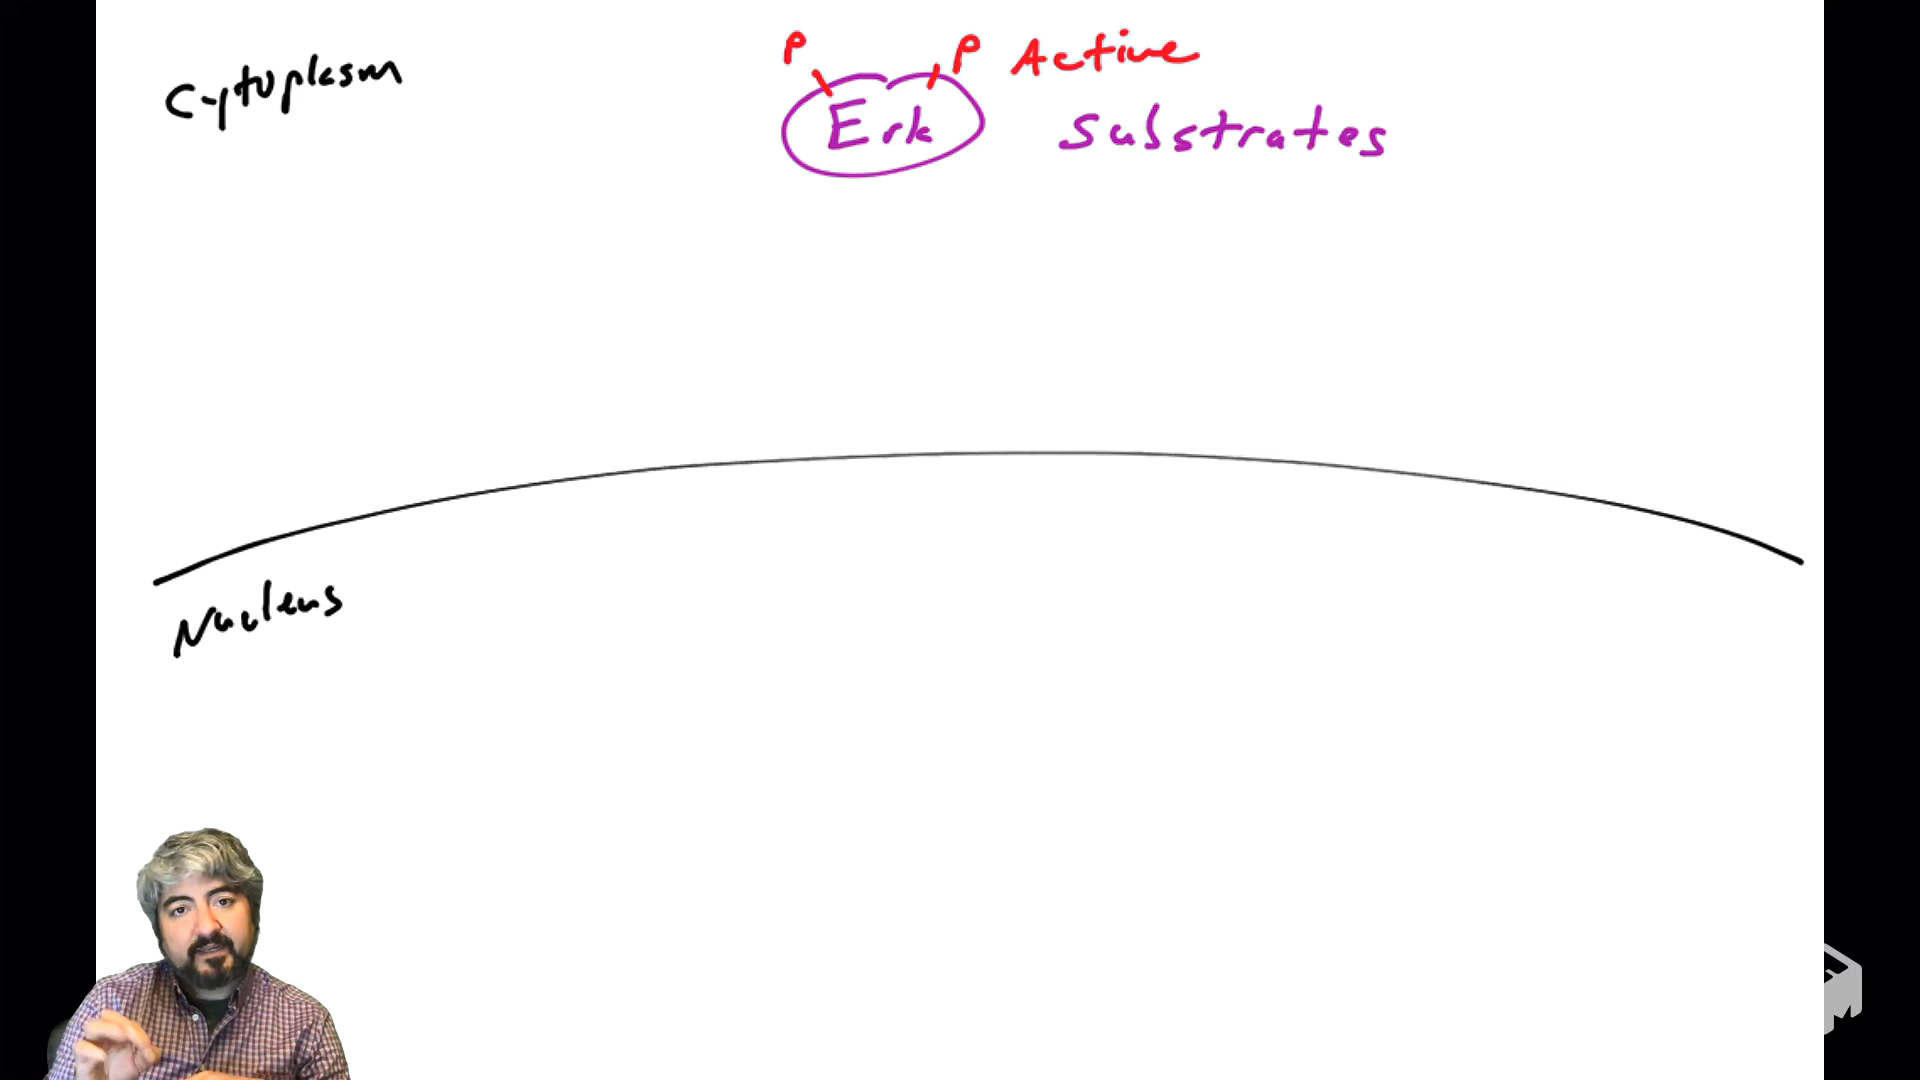 P P Active
Cytoplasm
Erk Substrates
Nucleus